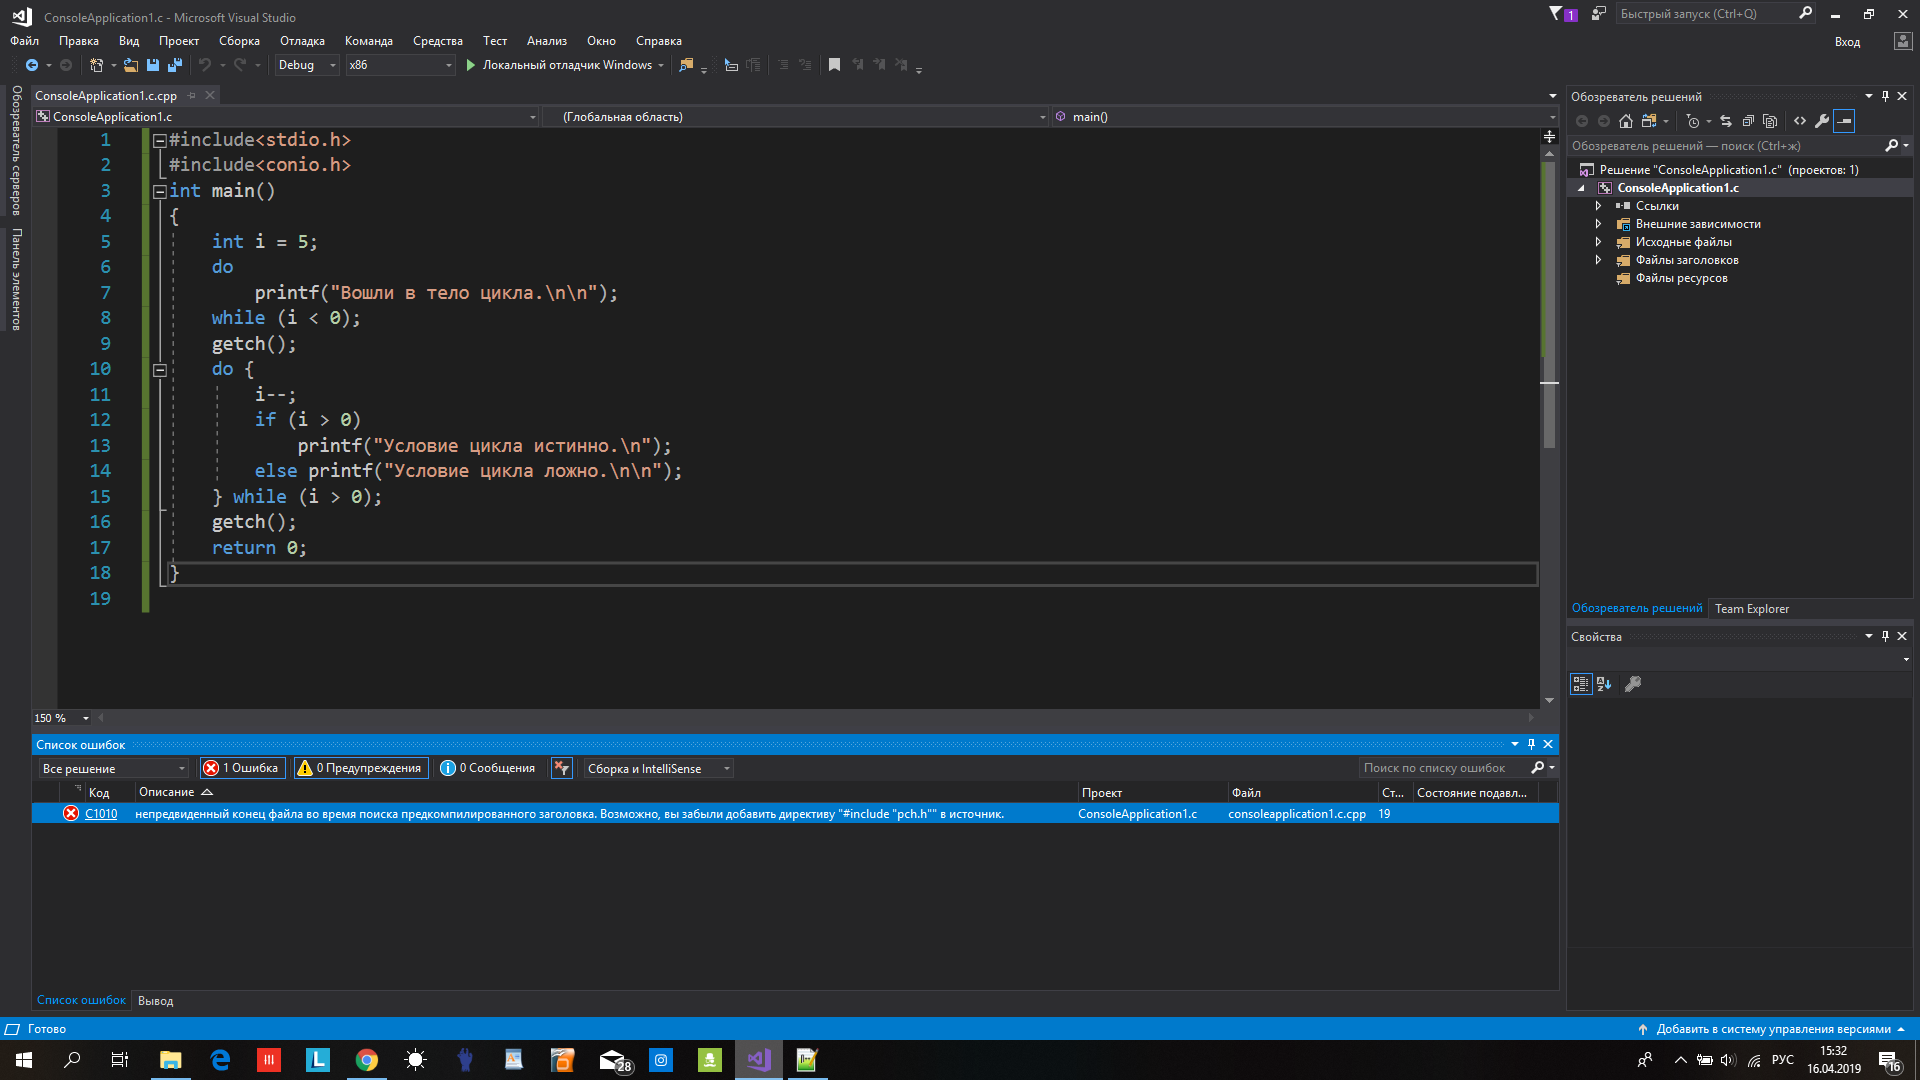 ConsoleApplication1.c - Microsoft Visual Studio
1
Быстрый запуск (Ctrl+Q)
Файл Правка Вид Проект Сборка Отладка Команда Средства Тест Анализ Окно Справка
Вход
Debug x86 Локальный отладчик Windows
Обозреватель серверов
Панель элементов
ConsoleApplication1.c.cpp
ConsoleApplication1.c (Глобальная область) main()
1 #include<stdio.h>
2 #include<conio.h>
3 int main()
4 {
5 int i = 5;
6 do
7 printf("Вошли в тело цикла.\n\n");
8 while (i < 0);
9 getch();
10 do {
11 i--;
12 if (i > 0)
13 printf("Условие цикла истинно.\n");
14 else printf("Условие цикла ложно.\n\n");
15 } while (i > 0);
16 getch();
17 return 0;
18 }
19
150 %
Обозреватель решений
Обозреватель решений — поиск (Ctrl+ж)
Решение "ConsoleApplication1.c" (проектов: 1)
ConsoleApplication1.c
Ссылки
Внешние зависимости
Исходные файлы
Файлы заголовков
Файлы ресурсов
Обозреватель решений Team Explorer
Свойства
Список ошибок
Все решение 1 Ошибка 0 Предупреждения 0 Сообщения Сборка и IntelliSense Поиск по списку ошибок
Код Описание Проект Файл Ст... Состояние подавл...
C1010 непредвиденный конец файла во время поиска предкомпилированного заголовка. Возможно, вы забыли добавить директиву "#include "pch.h"" в источник. ConsoleApplication1.c consoleapplication1.c.cpp 19
Список ошибок Вывод
Готово
Добавить в систему управления версиями
28
РУС
15:32
16.04.2019
16